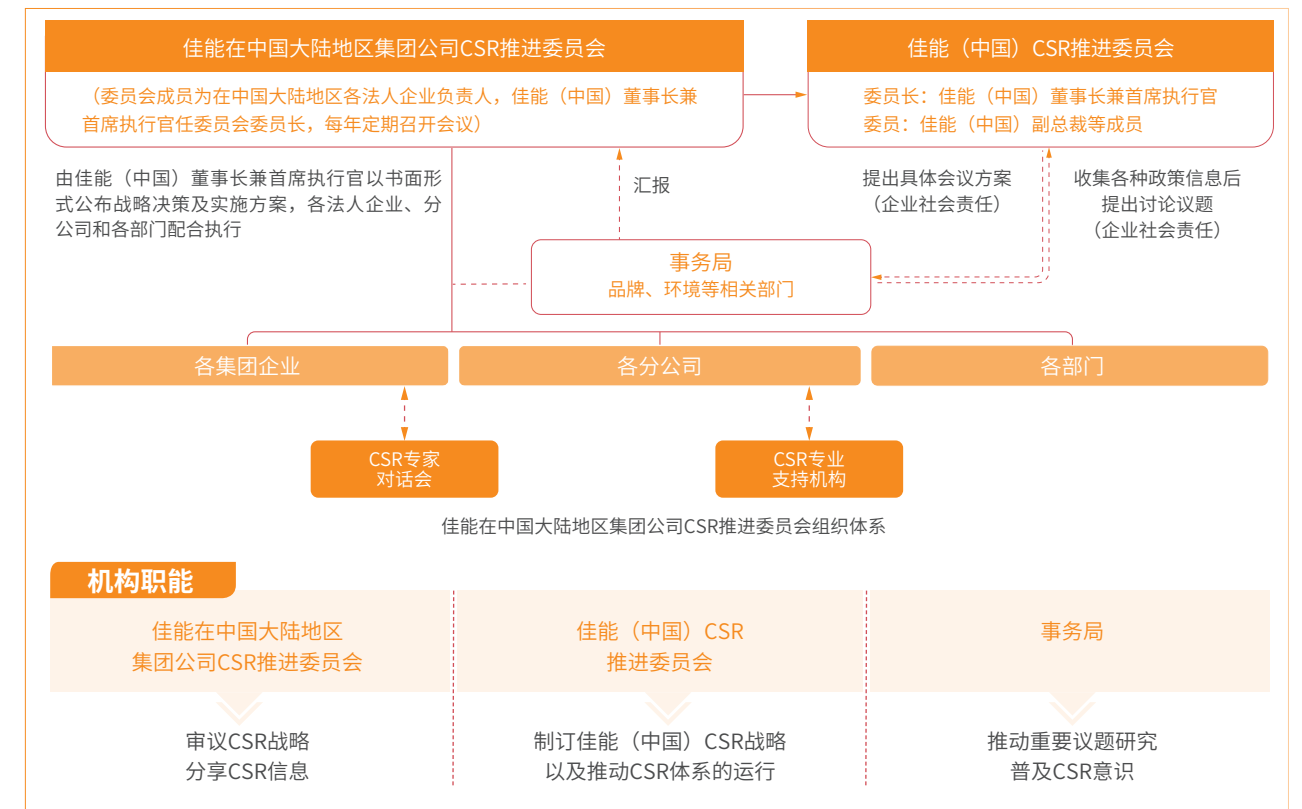 佳能在中国大陆地区集团公司CSR推进委员会
（委员会成员为在中国大陆地区各法人企业负责人，佳能（中国）董事长兼
首席执行官任委员会委员长，每年定期召开会议）
佳能（中国）CSR推进委员会
委员长：佳能（中国）董事长兼首席执行官
委员：佳能（中国）副总裁等成员
由佳能（中国）董事长兼首席执行官以书面形
式公布战略决策及实施方案，各法人企业、分
公司和各部门配合执行
汇报
提出具体会议方案
（企业社会责任）
收集各种政策信息后
提出讨论议题
（企业社会责任）
事务局
品牌、环境等相关部门
各集团企业
各分公司
各部门
CSR专家
对话会
CSR专业
支持机构
佳能在中国大陆地区集团公司CSR推进委员会组织体系
机构职能
佳能在中国大陆地区
集团公司CSR推进委员会
审议CSR战略
分享CSR信息
佳能（中国）CSR
推进委员会
制订佳能（中国）CSR战略
以及推动CSR体系的运行
事务局
推动重要议题研究
普及CSR意识